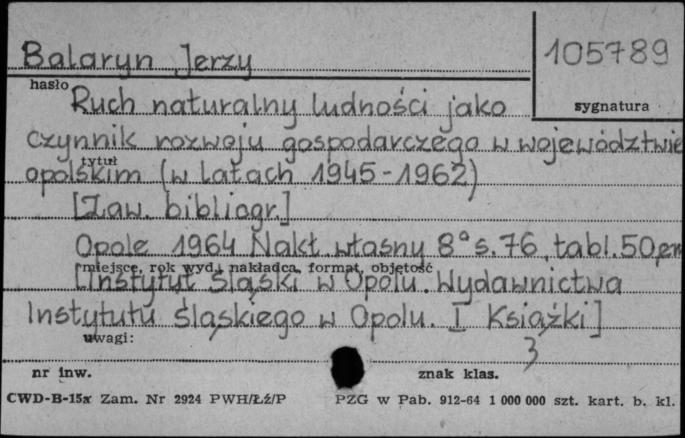 Balaryn Jerzy
105789
hasło
sygnatura
Ruch naturalny ludności jako
czynnik rozwoju gospodarczego w województwie
tytuł
opolskim (w latach 1945-1962)
[Zaw. bibliogr.]
Opole 1964 Nakł. własny 8° s. 76, tabl. 50
miejsce, rok wyd., nakładca, format, objętość
[Instytut Śląski w Opolu. Wydawnictwa
Instytutu Śląskiego w Opolu. I Książki]
uwagi:
3
nr inw.
znak klas.
CWD-B-15a Zam. Nr 2924 PWH/Łź/P PZG w Pab. 912-64 1 000 000 szt. kart. b. kl.